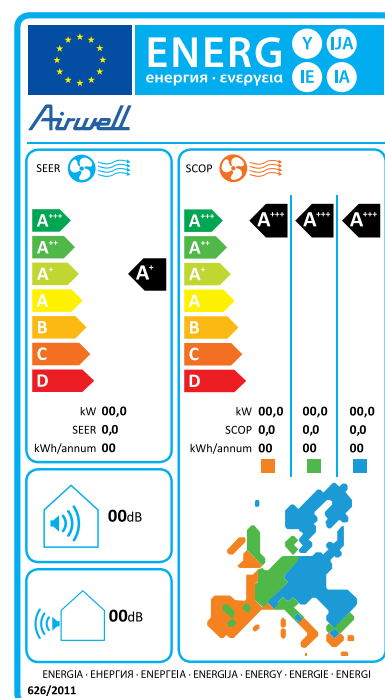 ENERG
енергия · ενεργεια
Y IJA
IE IA
Airwell
SEER
A+++
A++
A+
A
B
C
D
A+
kW 00,0
SEER 0,0
kWh/annum 00
SCOP
A+++
A++
A+
A
B
C
D
A+++ A+++ A+++
kW 00,0 00,0 00,0
SCOP 0,0 0,0 0,0
kWh/annum 00 00 00
00dB
00dB
ENERGIA · ЕНЕРГИЯ · ΕΝΕΡΓΕΙΑ · ENERGIJA · ENERGY · ENERGIE · ENERGI
626/2011